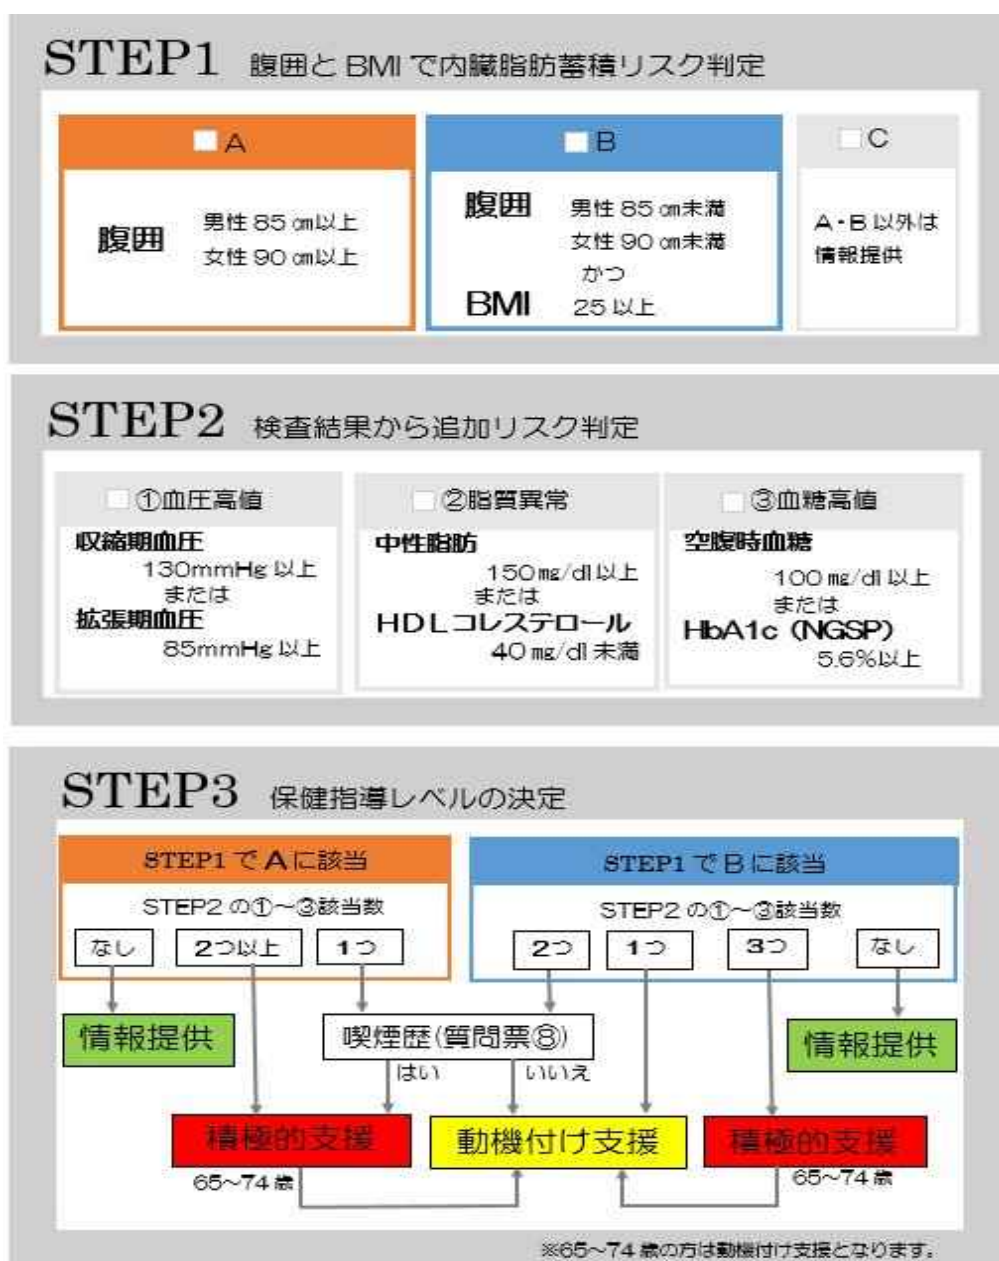 STEP1 腹囲と BMI で内臓脂肪蓄積リスク判定
A
腹囲
男性 85 ㎝以上
女性 90 ㎝以上
B
腹囲
男性 85 ㎝未満
女性 90 ㎝未満
かつ
BMI
25 以上
C
A・B 以外は
情報提供
STEP2 検査結果から追加リスク判定
①血圧高値
収縮期血圧
130mmHg 以上
または
拡張期血圧
85mmHg 以上
②脂質異常
中性脂肪
150 ㎎/dl 以上
または
HDLコレステロール
40 ㎎/dl 未満
③血糖高値
空腹時血糖
100 ㎎/dl 以上
または
HbA1c（NGSP）
5.6%以上
STEP3 保健指導レベルの決定
STEP1 で A に該当
STEP2 の①～③該当数
なし 2つ以上 1つ
STEP1 で B に該当
STEP2 の①～③該当数
2つ 1つ 3つ なし
情報提供
喫煙歴(質問票⑧)
情報提供
はい いいえ
積極的支援
動機付け支援
積極的支援
65～74 歳
65～74 歳
※65～74 歳の方は動機付け支援となります。